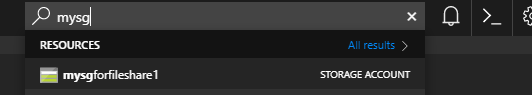 mysg
RESOURCES All results
mysgforfileshare1 STORAGE ACCOUNT